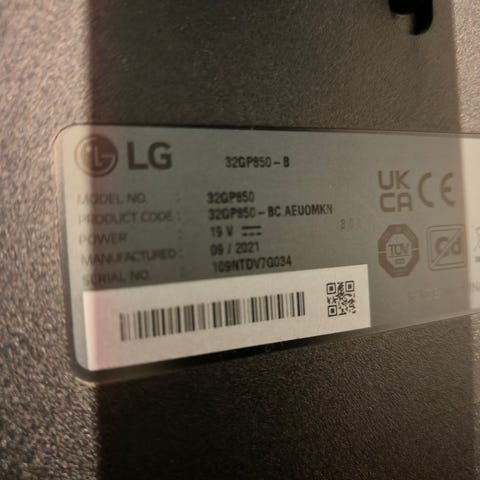 LG 32GP850-B
MODEL NO. : 32GP850
PRODUCT CODE : 32GP850-BC.AEUOMKN
POWER : 19 V ⎓
MANUFACTURED : 09 / 2021
SERIAL NO. : 109NTDV7G034
UK
CA CE
TÜV
Cd